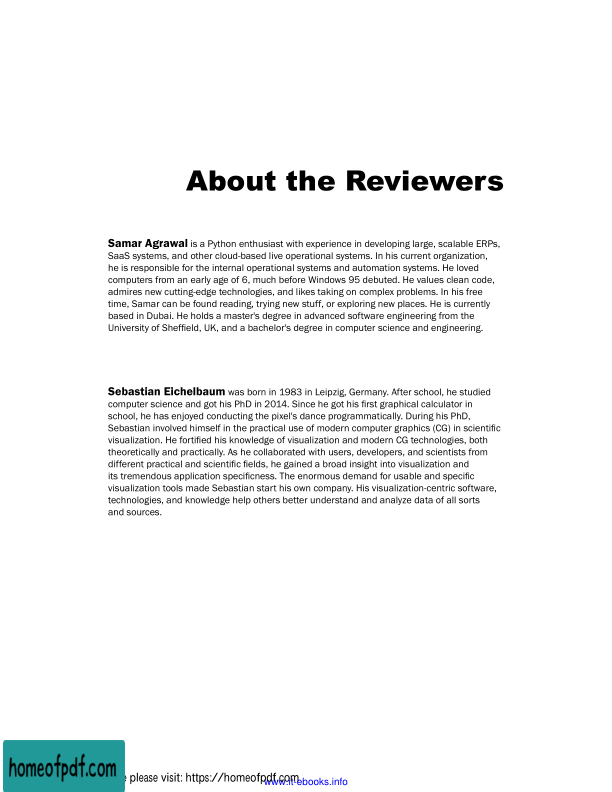 About the Reviewers
Samar Agrawal is a Python enthusiast with experience in developing large, scalable ERPs,
SaaS systems, and other cloud-based live operational systems. In his current organization,
he is responsible for the internal operational systems and automation systems. He loved
computers from an early age of 6, much before Windows 95 debuted. He values clean code,
admires new cutting-edge technologies, and likes taking on complex problems. In his free
time, Samar can be found reading, trying new stuff, or exploring new places. He is currently
based in Dubai. He holds a master's degree in advanced software engineering from the
University of Sheffield, UK, and a bachelor's degree in computer science and engineering.
Sebastian Eichelbaum was born in 1983 in Leipzig, Germany. After school, he studied
computer science and got his PhD in 2014. Since he got his first graphical calculator in
school, he has enjoyed conducting the pixel's dance programmatically. During his PhD,
Sebastian involved himself in the practical use of modern computer graphics (CG) in scientific
visualization. He fortified his knowledge of visualization and modern CG technologies, both
theoretically and practically. As he collaborated with users, developers, and scientists from
different practical and scientific fields, he gained a broad insight into visualization and
its tremendous application specificness. The enormous demand for usable and specific
visualization tools made Sebastian start his own company. His visualization-centric software,
technologies, and knowledge help others better understand and analyze data of all sorts
and sources.
homeofpdf.com
please visit: https://homeofpdf.com
www.it-ebooks.info